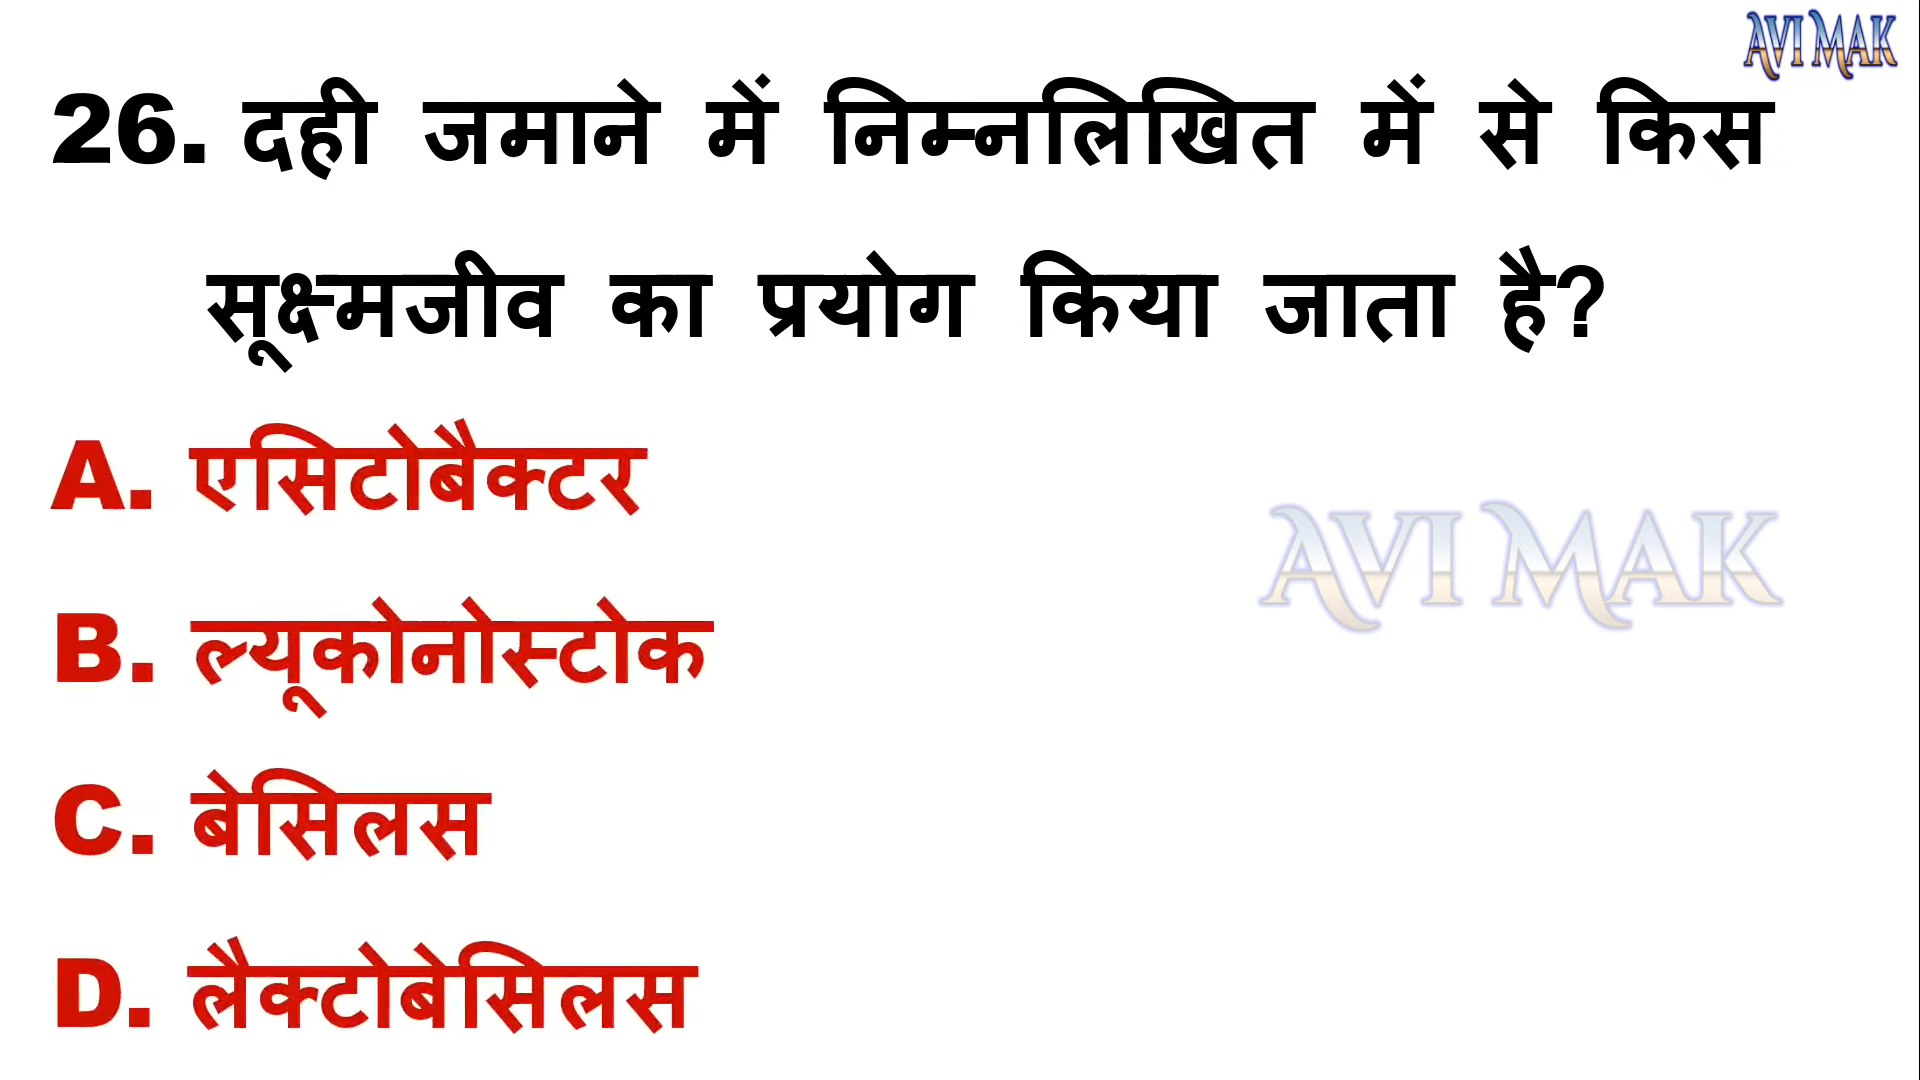 AVI MAK
26. दही जमाने में निम्नलिखित में से किस
सूक्ष्मजीव का प्रयोग किया जाता है?
A. एसिटोबैक्टर
AVI MAK
B. ल्यूकोनोस्टोक
C. बेसिलस
D. लैक्टोबेसिलस